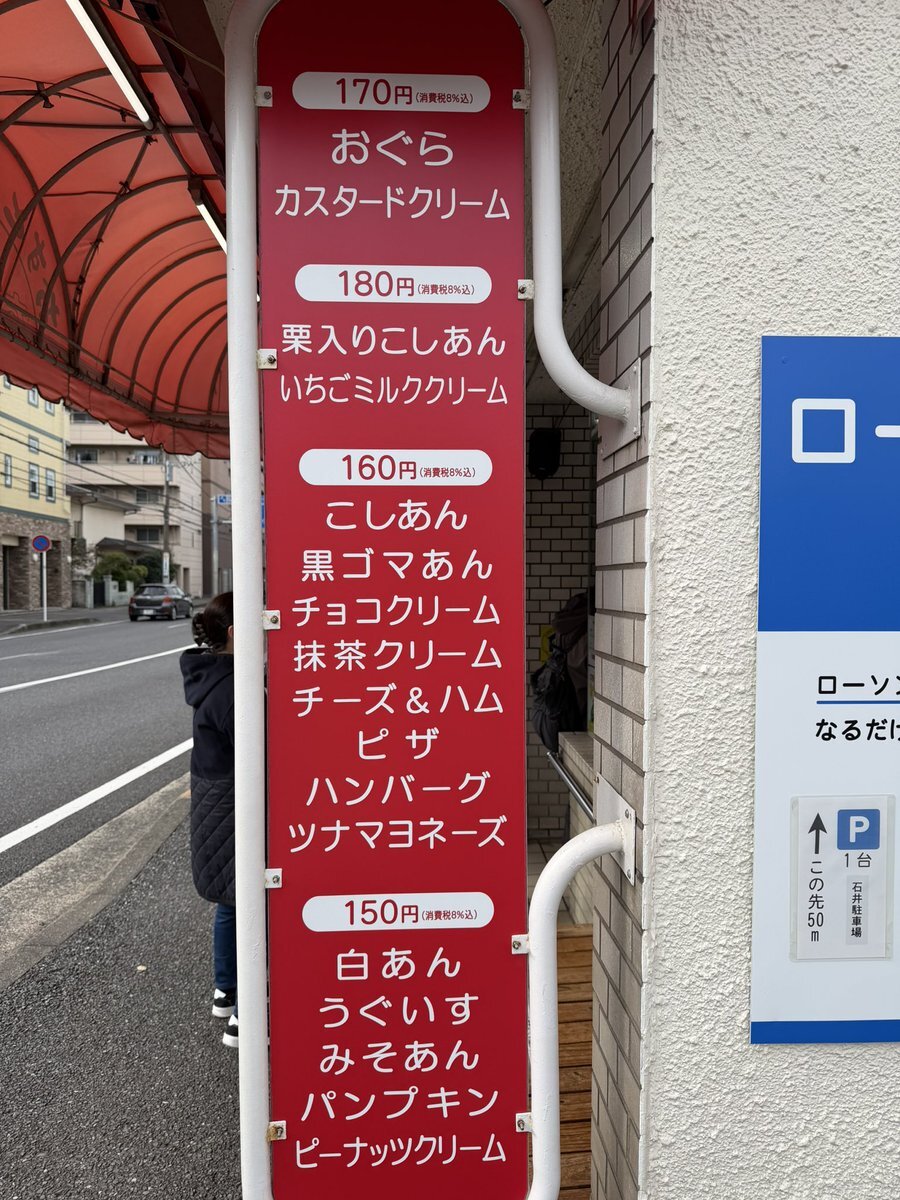 170円(消費税8%込)
おぐら
カスタードクリーム
180円(消費税8%込)
栗入りこしあん
いちごミルククリーム
160円(消費税8%込)
こしあん
黒ゴマあん
チョコクリーム
抹茶クリーム
チーズ&ハム
ピザ
ハンバーグ
ツナマヨネーズ
150円(消費税8%込)
白あん
うぐいす
みそあん
パンプキン
ピーナッツクリーム
ロー
ローソン
なるだけ
P
1台
この先50m
石井駐車場